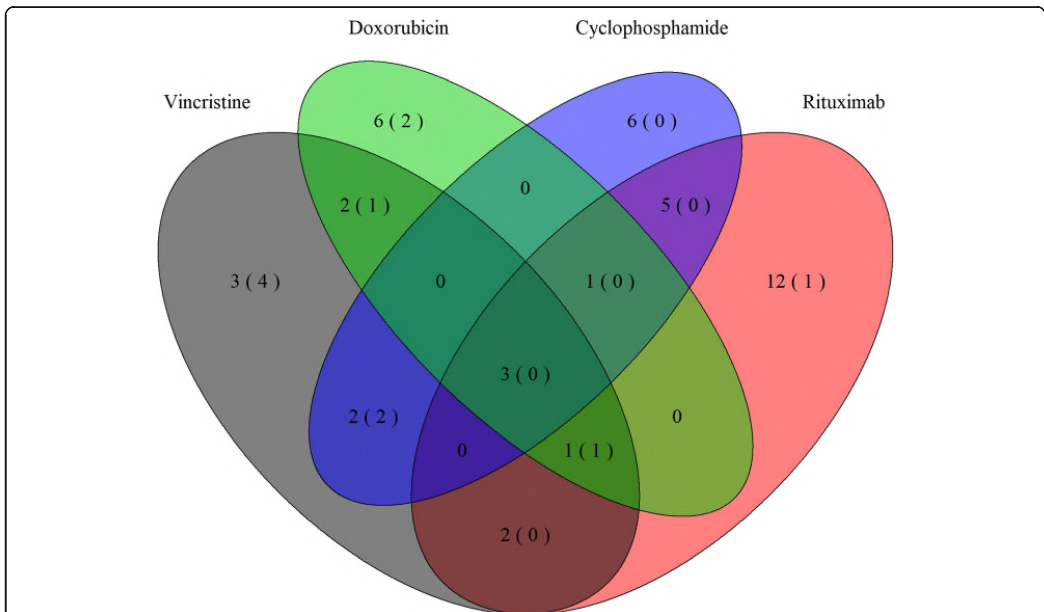 Doxorubicin Cyclophosphamide
Vincristine Rituximab
6 ( 2 ) 6 ( 0 )
0
2 ( 1 ) 5 ( 0 )
3 ( 4 ) 0 1 ( 0 ) 12 ( 1 )
3 ( 0 )
2 ( 2 ) 0
0 1 ( 1 )
2 ( 0 )